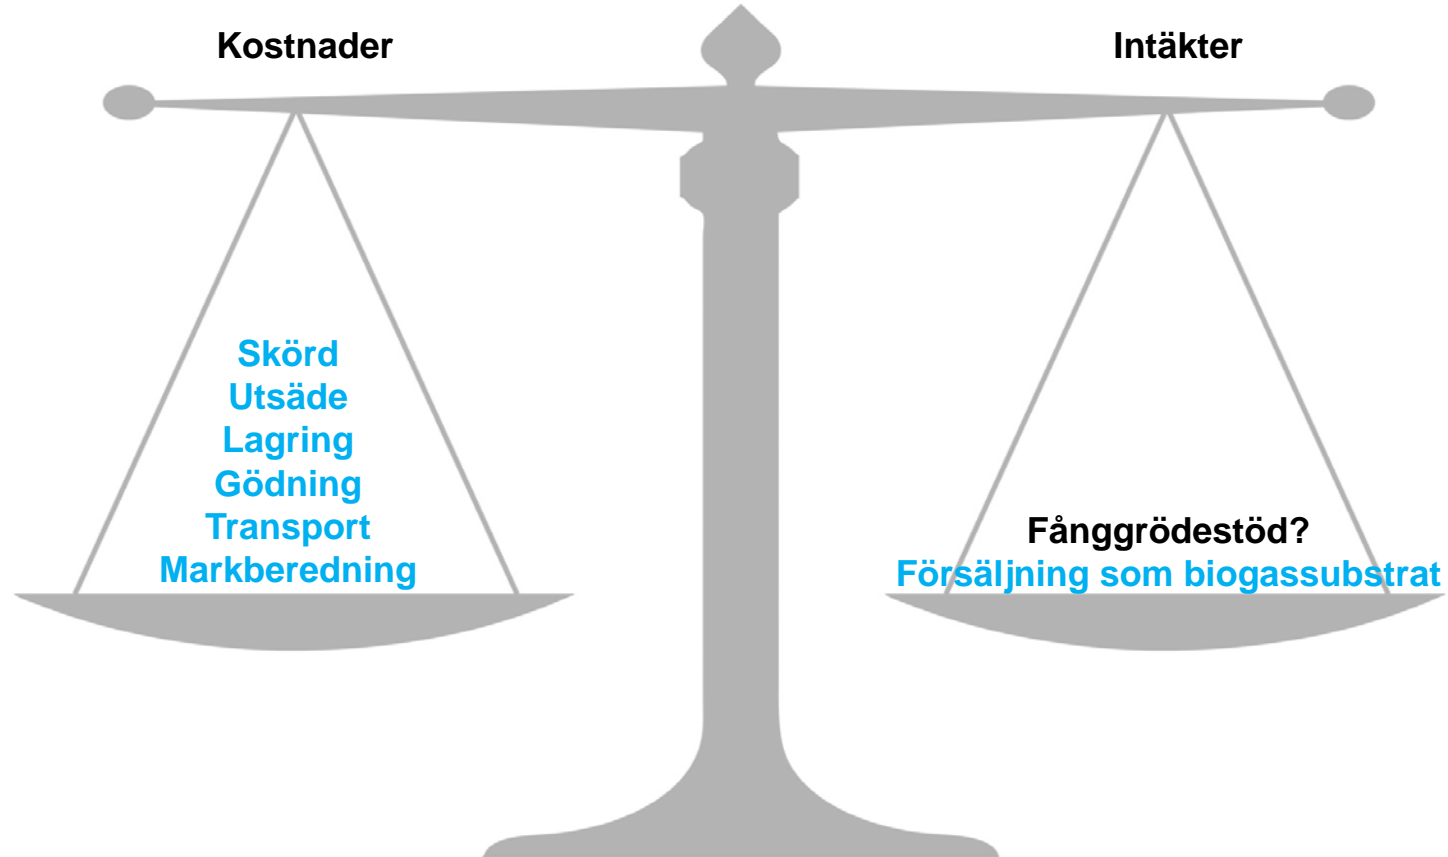 Kostnader
Intäkter
Skörd
Utsäde
Lagring
Gödning
Transport
Markberedning
Fånggrödestöd?
Försäljning som biogassubstrat